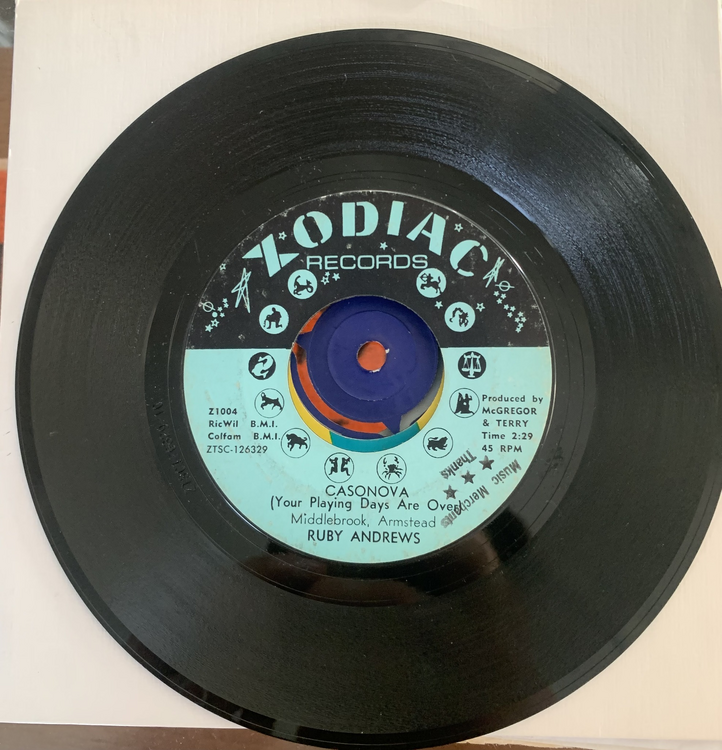 ZODIAC
RECORDS
Z1004
RicWil B.M.I.
Colfam B.M.I.
ZTSC-126329
Produced by
McGREGOR
& TERRY
Time 2:29
45 RPM
Music Merchants
Thanks
CASONOVA
(Your Playing Days Are Over
Middlebrook, Armstead
RUBY ANDREWS